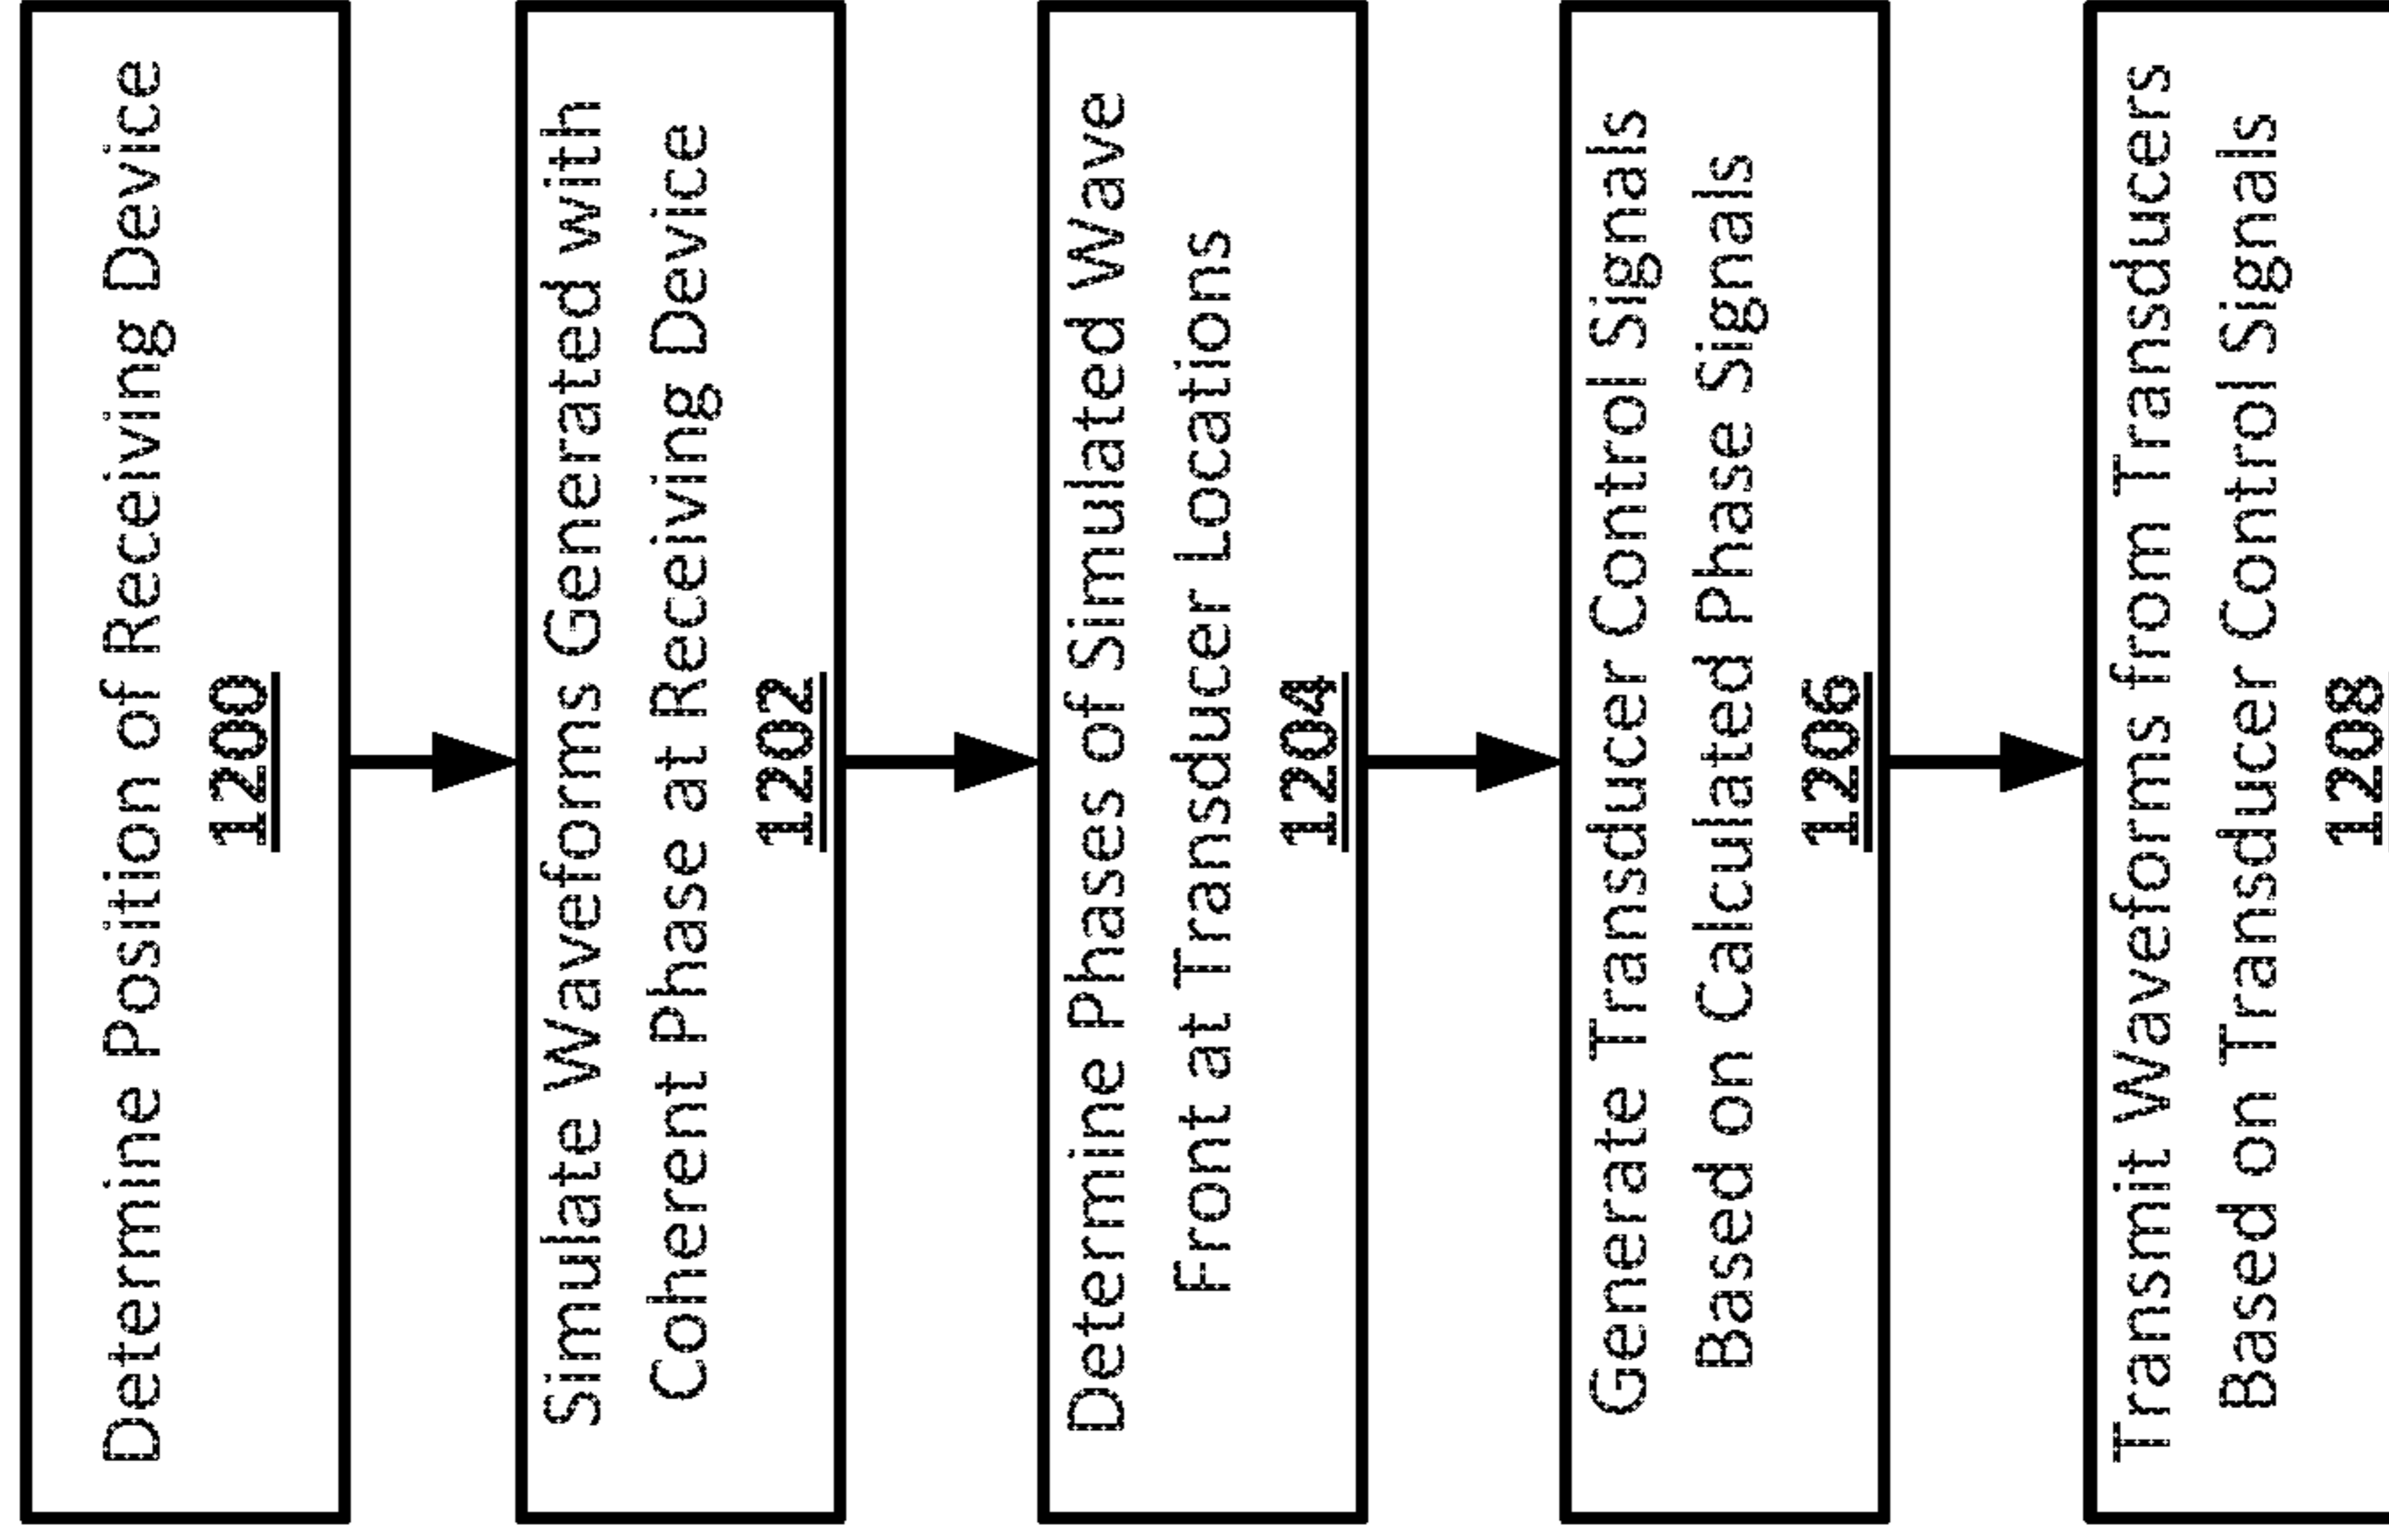 Determine Position of Receiving Device
1200
Simulate Waveforms Generated with
Coherent Phase at Receiving Device
1202
Determine Phases of Simulated Wave
Front at Transducer Locations
1204
Generate Transducer Control Signals
Based on Calculated Phase Signals
1206
Transmit Waveforms from Transducers
Based on Transducer Control Signals
1208